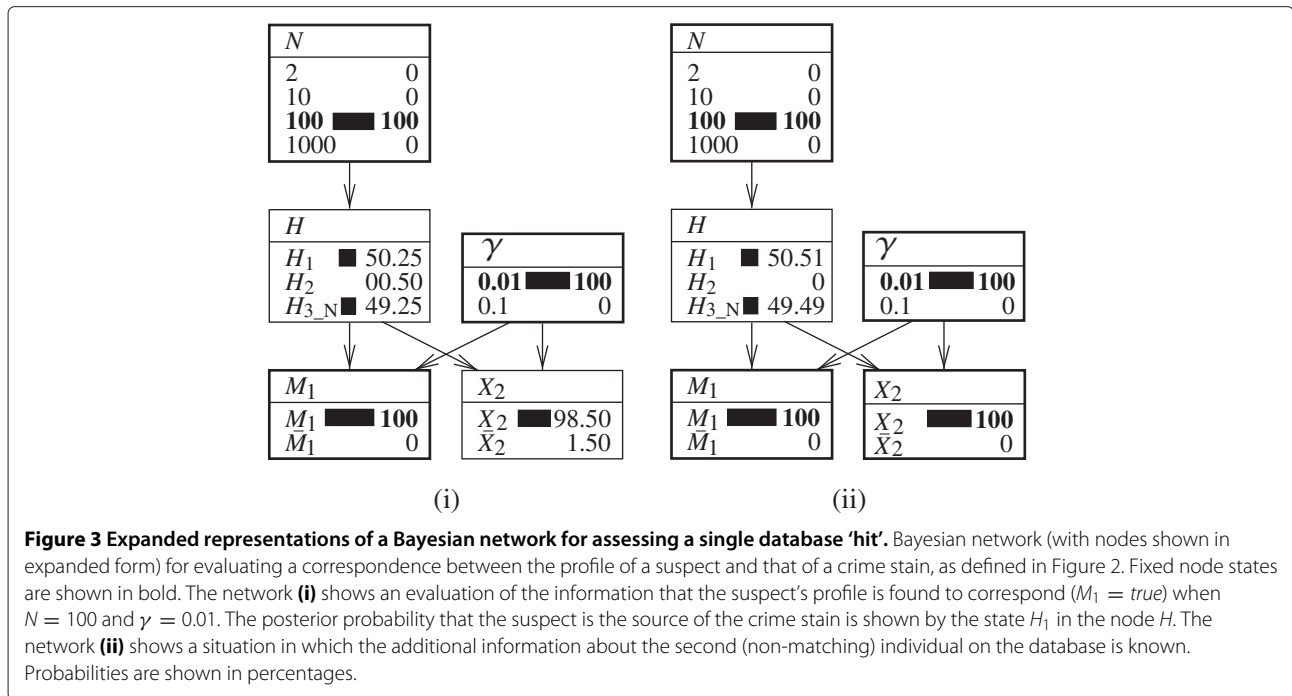 N
2 0
10 0
100 100
1000 0
H
H₁ 50.25
H₂ 00.50
H₃_N 49.25
γ
0.01 100
0.1 0
M₁
M₁ 100
M̄₁ 0
X₂
X₂ 98.50
X̄₂ 1.50
(i)
N
2 0
10 0
100 100
1000 0
H
H₁ 50.51
H₂ 0
H₃_N 49.49
γ
0.01 100
0.1 0
M₁
M₁ 100
M̄₁ 0
X₂
X₂ 100
X̄₂ 0
(ii)
Figure 3 Expanded representations of a Bayesian network for assessing a single database 'hit'. Bayesian network (with nodes shown in
expanded form) for evaluating a correspondence between the profile of a suspect and that of a crime stain, as defined in Figure 2. Fixed node states
are shown in bold. The network (i) shows an evaluation of the information that the suspect's profile is found to correspond (M₁ = true) when
N = 100 and γ = 0.01. The posterior probability that the suspect is the source of the crime stain is shown by the state H₁ in the node H. The
network (ii) shows a situation in which the additional information about the second (non-matching) individual on the database is known.
Probabilities are shown in percentages.